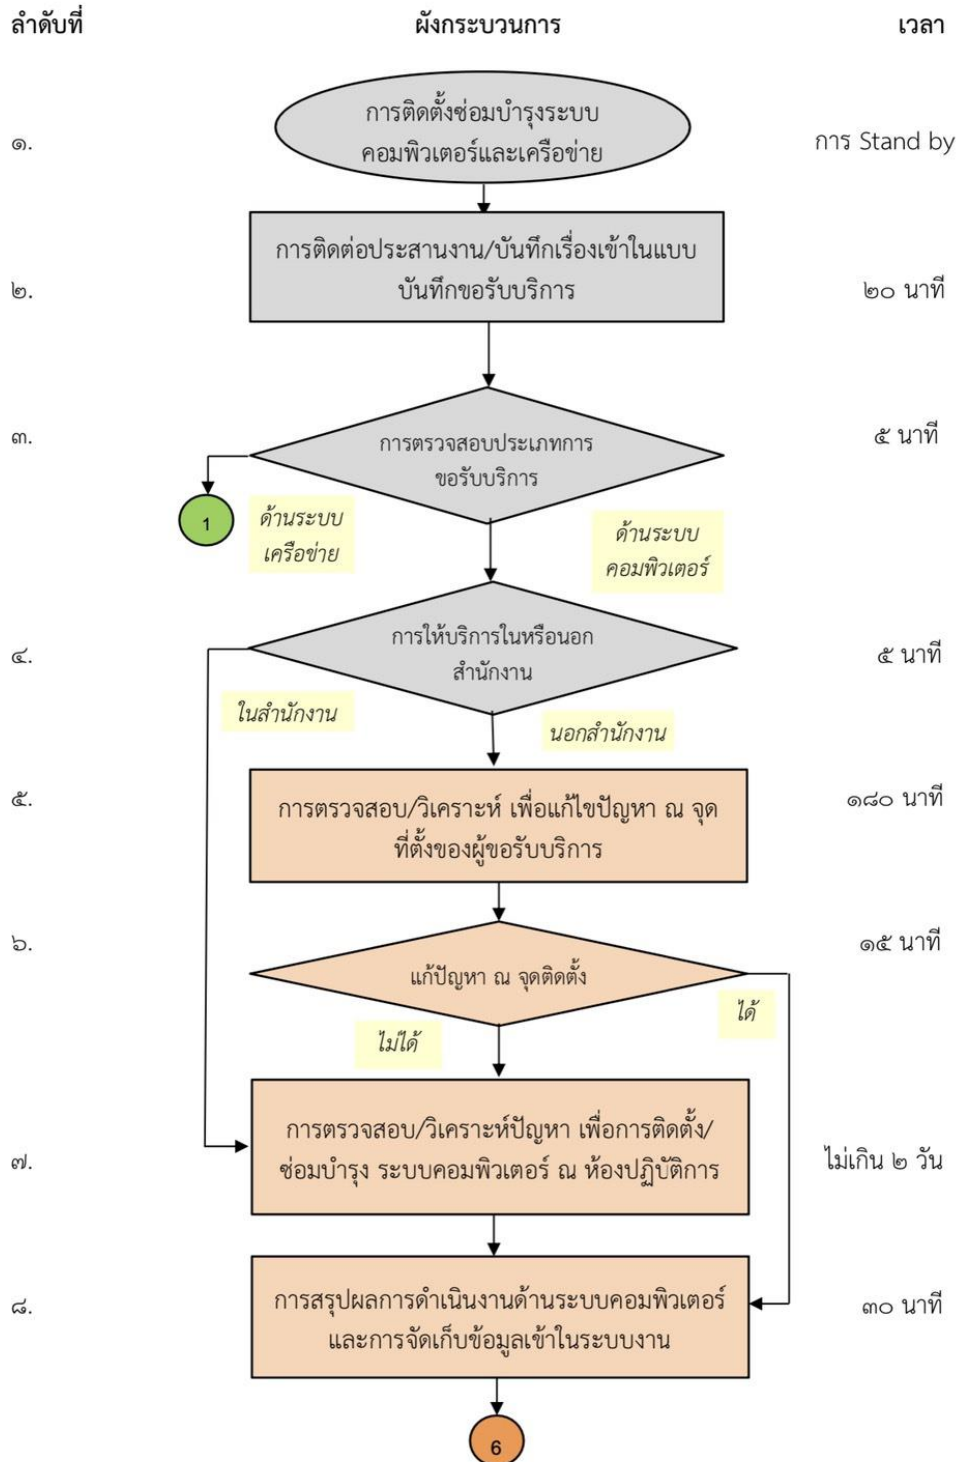 ลำดับที่ ผังกระบวนการ เวลา
๑. การติดตั้งซ่อมบำรุงระบบ
คอมพิวเตอร์และเครือข่าย การ Stand by
การติดต่อประสานงาน/บันทึกเรื่องเข้าในแบบ
๒. บันทึกขอรับบริการ ๒๐ นาที
๓. การตรวจสอบประเภทการ ๕ นาที
ขอรับบริการ
1
ด้านระบบ
เครือข่าย
ด้านระบบ
คอมพิวเตอร์
๔. การให้บริการในหรือนอก ๕ นาที
สำนักงาน
ในสำนักงาน
นอกสำนักงาน
๕. การตรวจสอบ/วิเคราะห์ เพื่อแก้ไขปัญหา ณ จุด ๑๘๐ นาที
ที่ตั้งของผู้ขอรับบริการ
๖. แก้ปัญหา ณ จุดติดตั้ง ๑๕ นาที
ได้
ไม่ได้
การตรวจสอบ/วิเคราะห์ปัญหา เพื่อการติดตั้ง/
๗. ซ่อมบำรุง ระบบคอมพิวเตอร์ ณ ห้องปฏิบัติการ ไม่เกิน ๒ วัน
๘. การสรุปผลการดำเนินงานด้านระบบคอมพิวเตอร์ ๓๐ นาที
และการจัดเก็บข้อมูลเข้าในระบบงาน
6